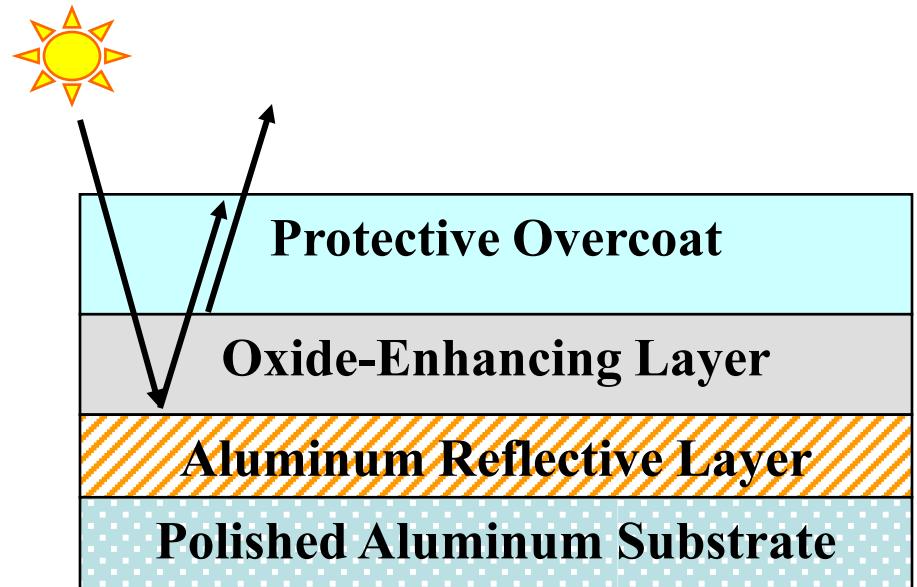 Protective Overcoat
Oxide-Enhancing Layer
Aluminum Reflective Layer
Polished Aluminum Substrate